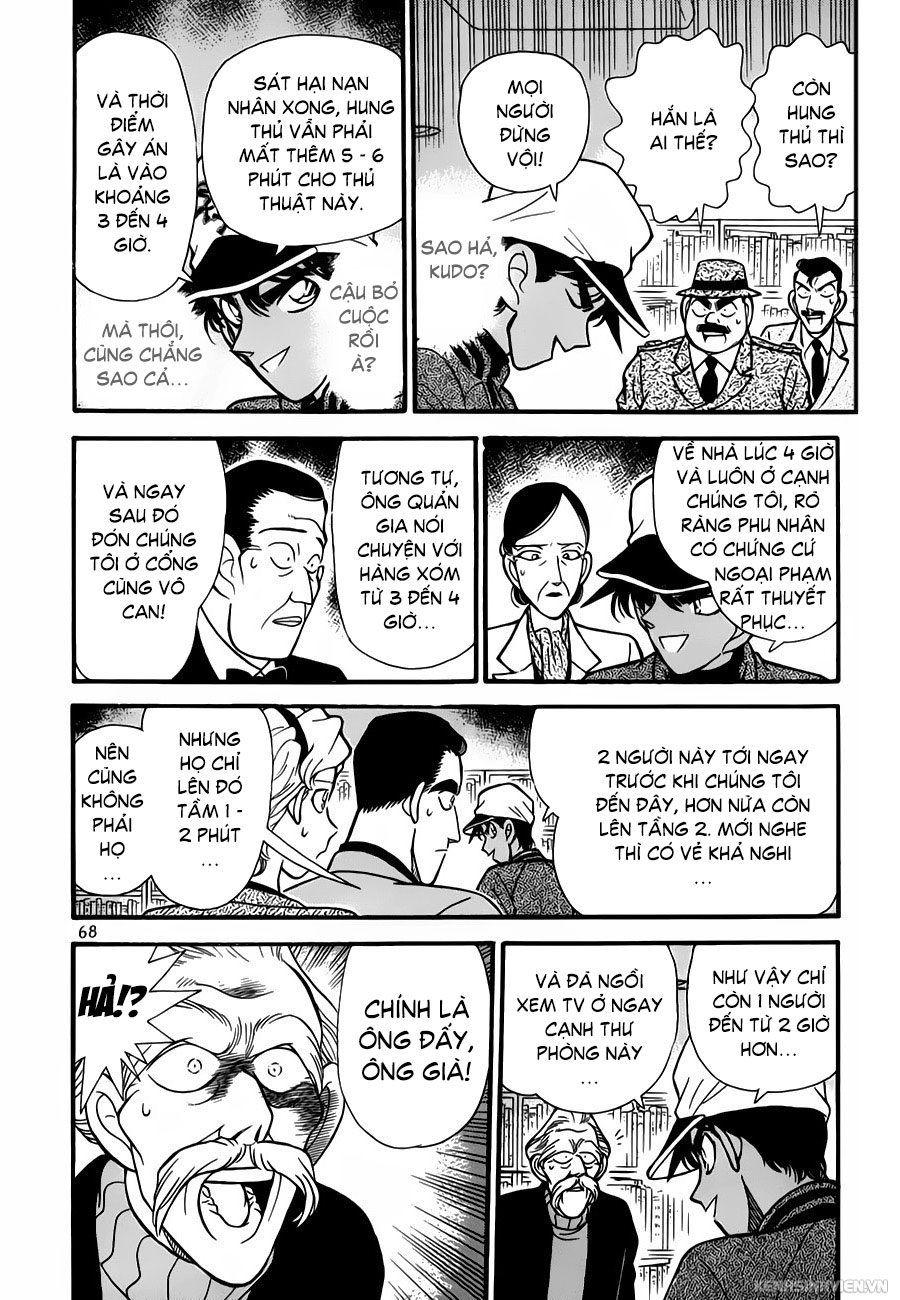 CÒN
HUNG
THỦ THÌ
SAO?
HẮN LÀ
AI THẾ?
MỌI
NGƯỜI
ĐỪNG
VỘI!
SAO HẢ,
KUDO?
SÁT HẠI NẠN
NHÂN XONG, HUNG
THỦ VẪN PHẢI
MẤT THÊM 5 - 6
PHÚT CHO THỦ
THUẬT NÀY.
VÀ THỜI
ĐIỂM
GÂY ÁN
LÀ VÀO
KHOẢNG
3 ĐẾN 4
GIỜ.
CẬU BỎ
CUỘC
RỒI
À?
MÀ THÔI,
CŨNG CHẲNG
SAO CẢ...
VỀ NHÀ LÚC 4 GIỜ
VÀ LUÔN Ở CẠNH
CHÚNG TÔI, RÕ
RÀNG PHU NHÂN
CÓ CHỨNG CỨ
NGOẠI PHẠM
RẤT THUYẾT
PHỤC...
TƯƠNG TỰ,
ÔNG QUẢN
GIA NÓI
CHUYỆN VỚI
HÀNG XÓM
TỪ 3 ĐẾN 4
GIỜ...
VÀ NGAY
SAU ĐÓ
ĐÓN CHÚNG
TÔI Ở CỔNG
CŨNG VÔ
CAN!
2 NGƯỜI NÀY TỚI NGAY
TRƯỚC KHI CHÚNG TÔI
ĐẾN ĐÂY, HƠN NỮA CÒN
LÊN TẦNG 2. MỚI NGHE
THÌ CÓ VẺ KHẢ NGHI
...
NHƯNG
HỌ CHỈ
LÊN ĐÓ
TẦM 1 -
2 PHÚT
...
NÊN
CŨNG
KHÔNG
PHẢI
HỌ
...
68
NHƯ VẬY CHỈ
CÒN 1 NGƯỜI
ĐẾN TỪ 2 GIỜ
HƠN...
VÀ ĐÃ NGỒI
XEM TV Ở NGAY
CẠNH THƯ
PHÒNG NÀY
...
CHÍNH LÀ
ÔNG ĐẤY,
ÔNG GIÀ!
HẢ!?
KENHSINHVIEN.VN